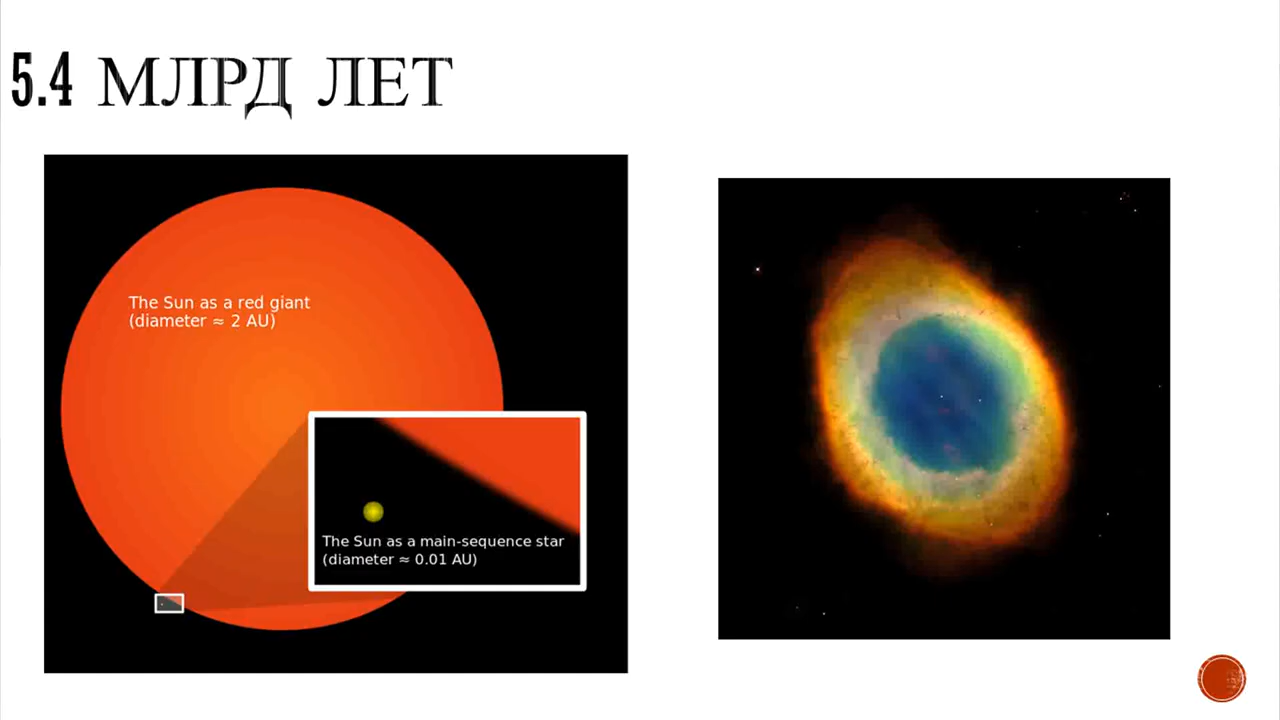 5.4 МЛРД ЛЕТ
The Sun as a red giant
(diameter ≈ 2 AU)
The Sun as a main-sequence star
(diameter ≈ 0.01 AU)